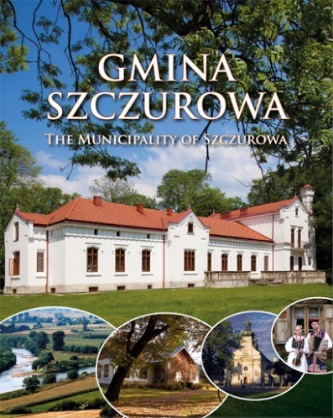 GMINA
SZCZUROWA
THE MUNICIPALITY OF SZCZUROWA